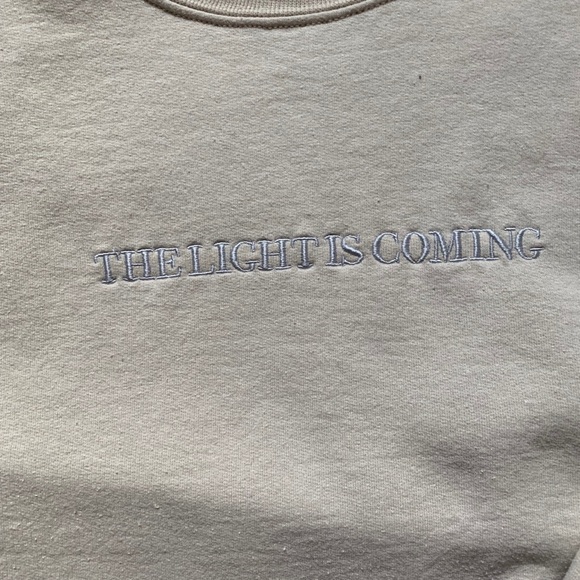 THE LIGHT IS COMING